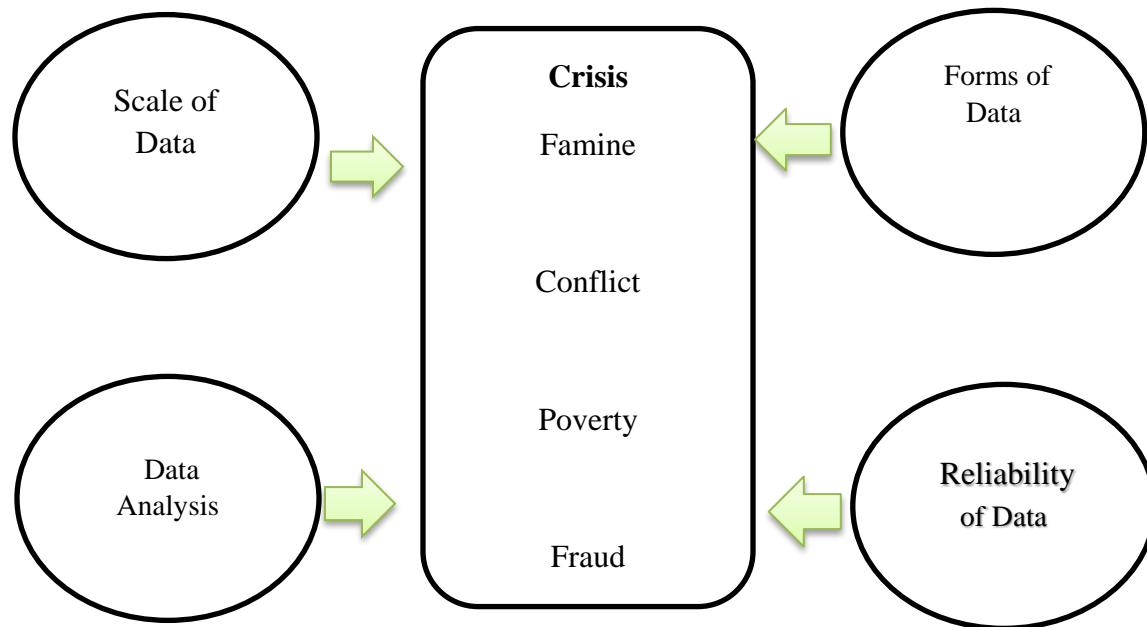 Scale of
Data
Crisis
Famine
Conflict
Poverty
Fraud
Forms of
Data
Data
Analysis
Reliability
of Data